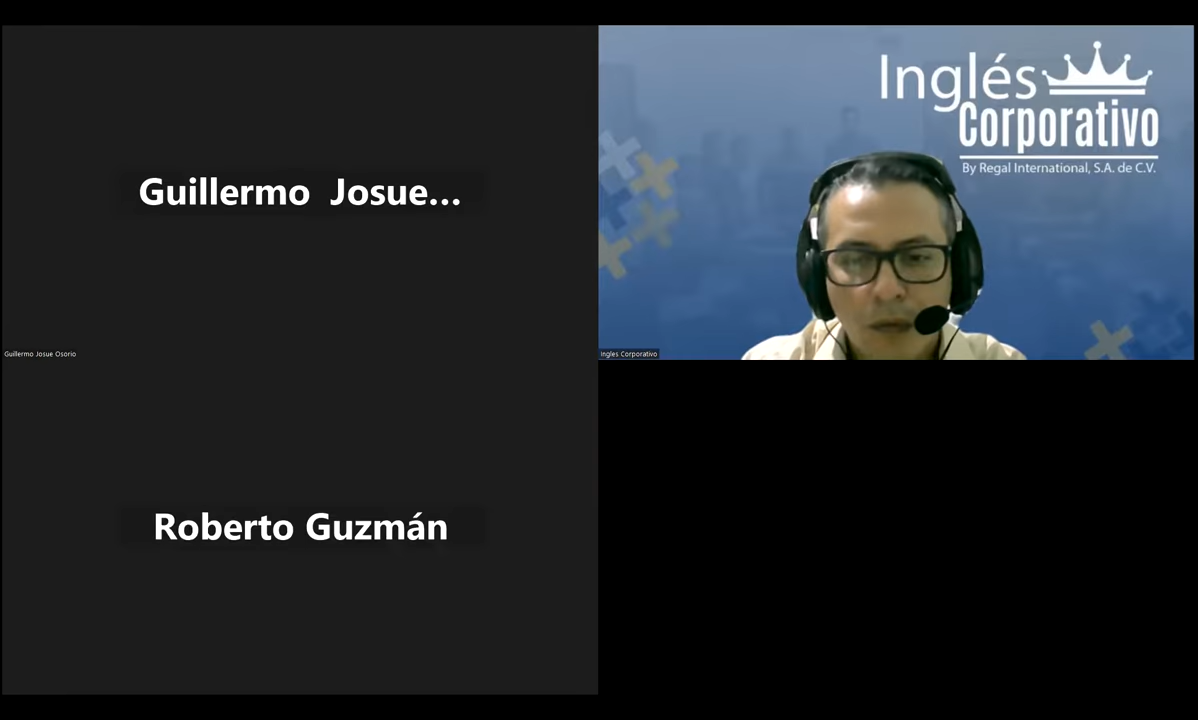 Guillermo Josue...
Guillermo Josue Osorio
Inglés
Corporativo
By Regal International, S.A. de C.V.
Ingles Corporativo
Roberto Guzmán